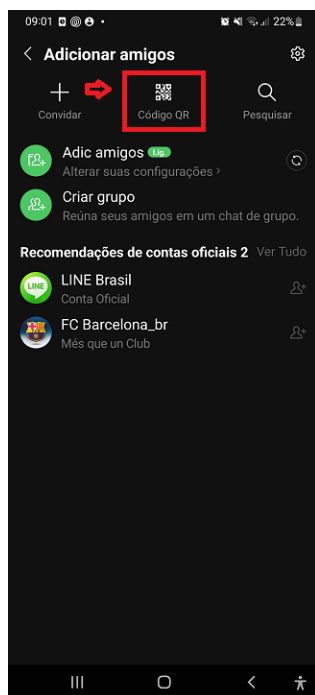 09:01
22%
Adicionar amigos
Convidar
Código QR
Pesquisar
Adic amigos Lig.
Alterar suas configurações >
Criar grupo
Reúna seus amigos em um chat de grupo.
Recomendações de contas oficiais 2 Ver Tudo
LINE
LINE Brasil
Conta Oficial
FC Barcelona_br
Més que un Club